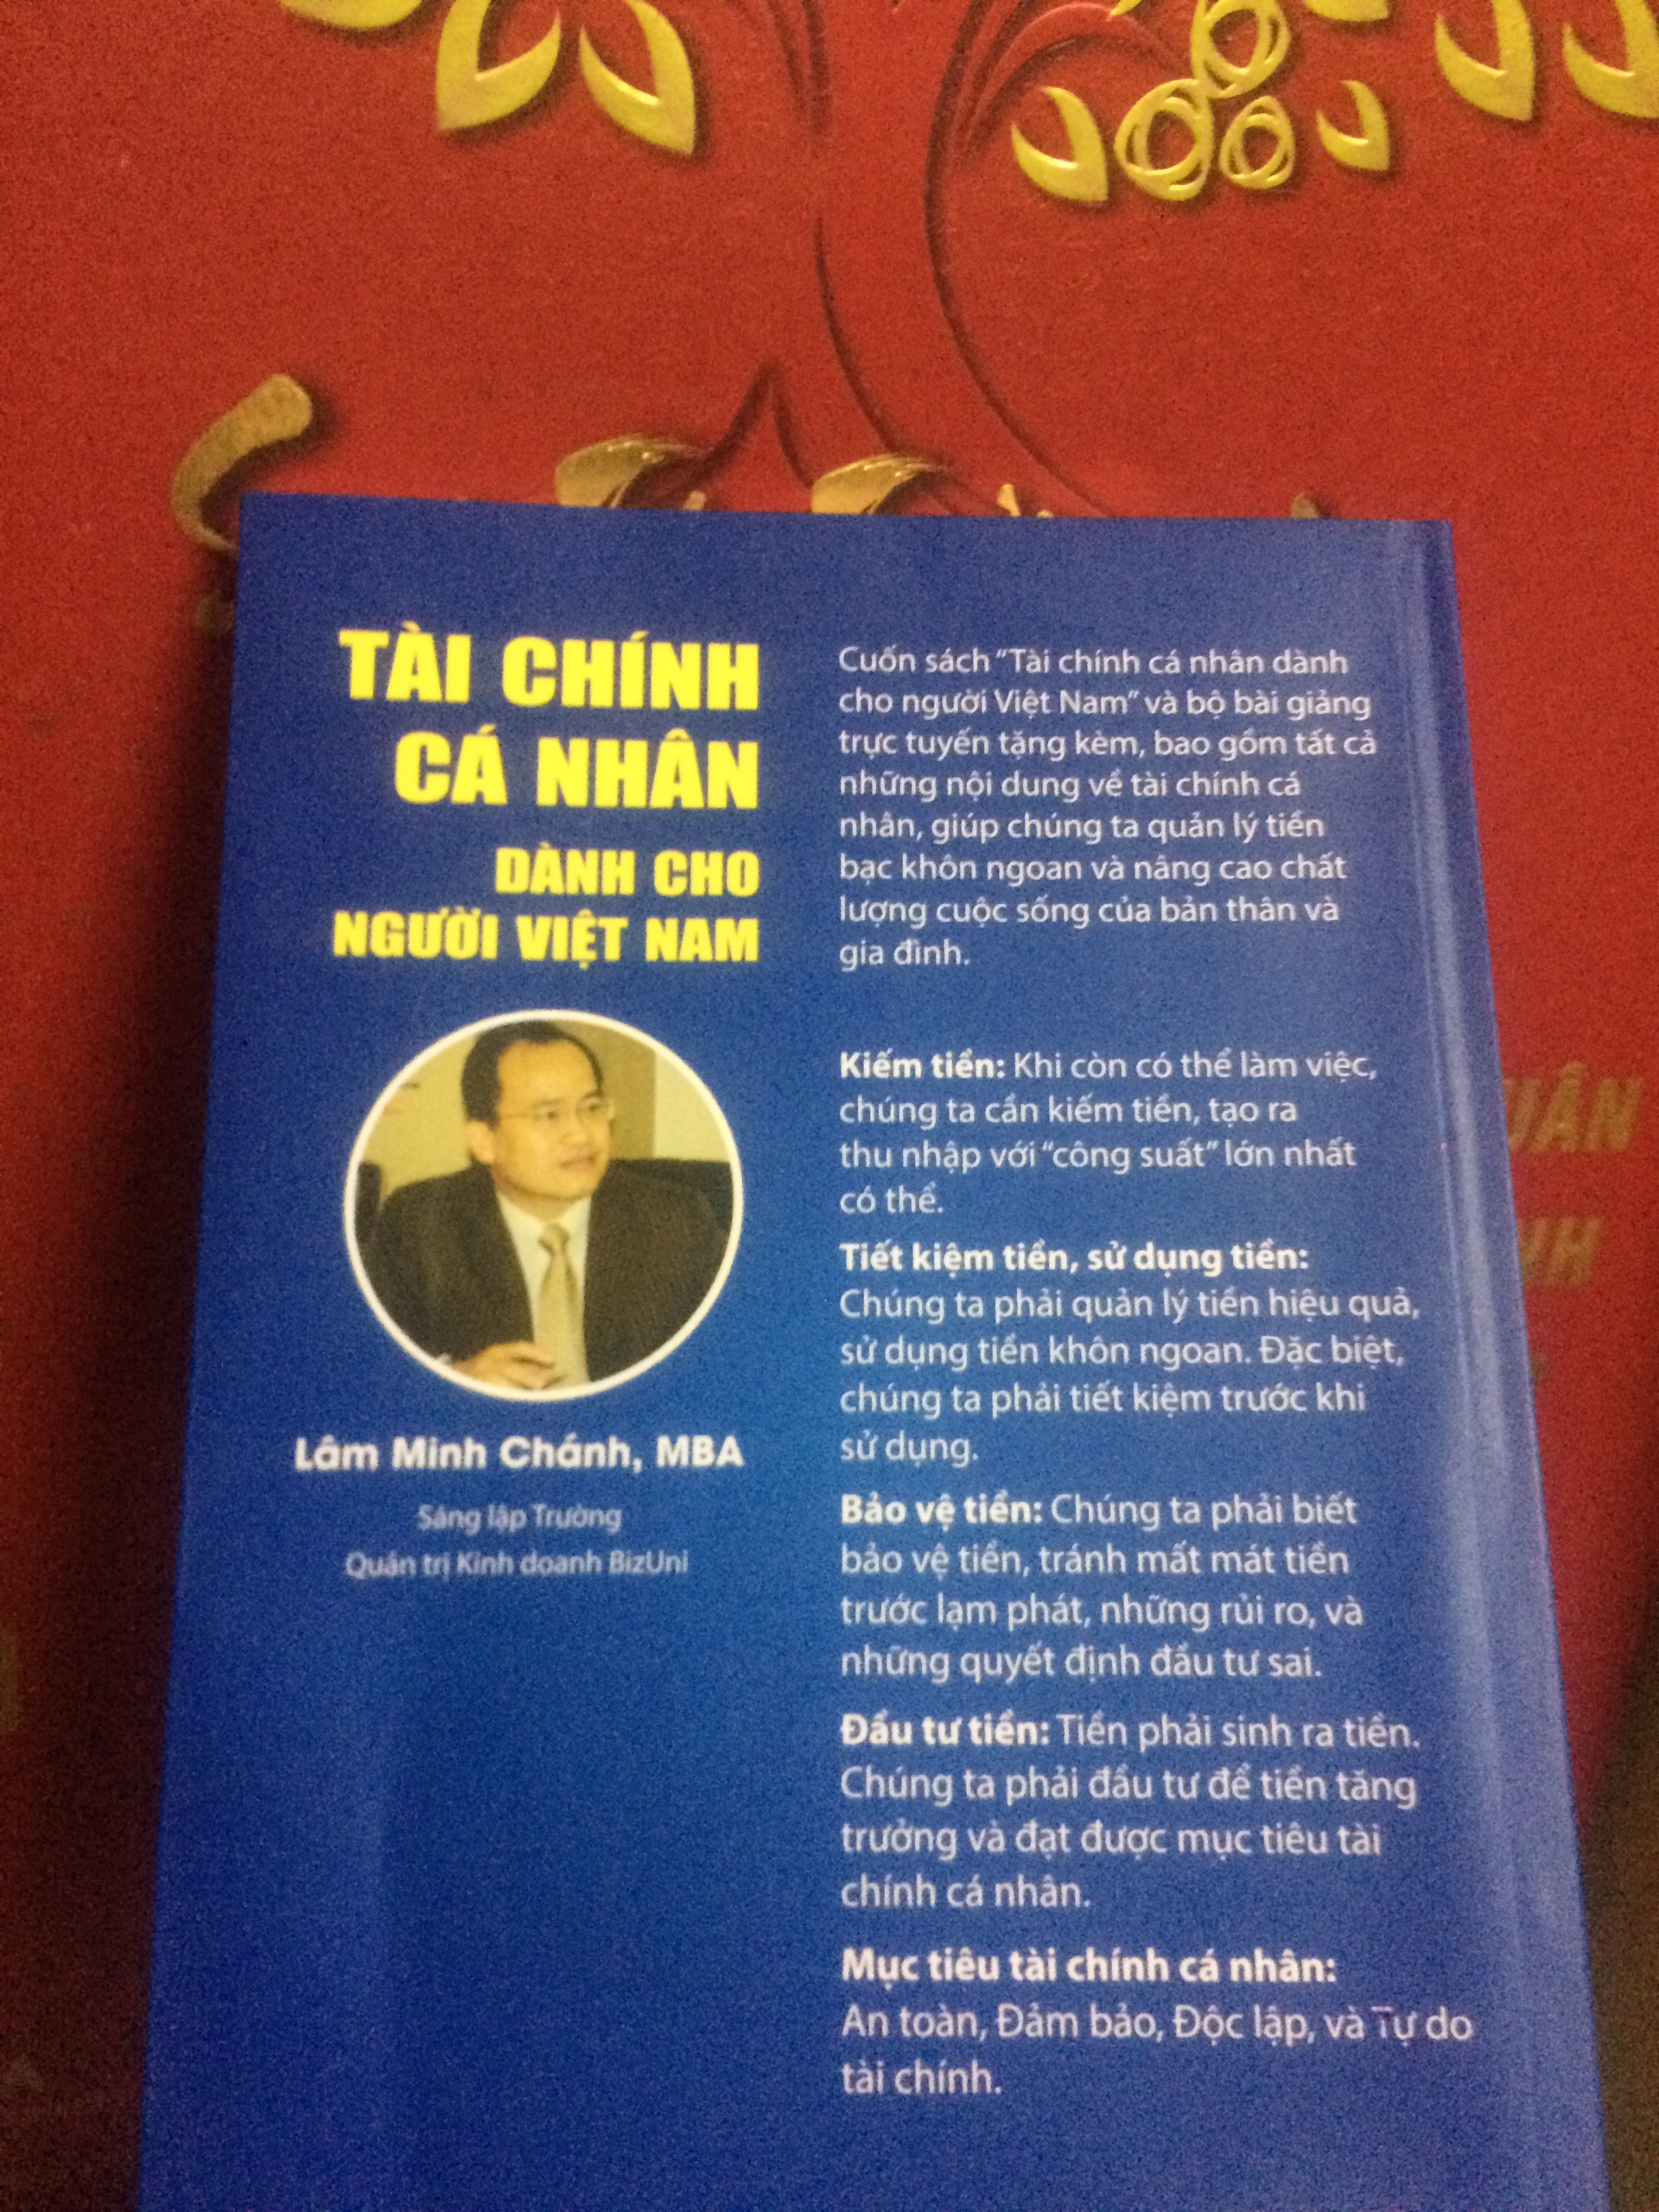 TÀI CHÍNH
CÁ NHÂN
DÀNH CHO
NGƯỜI VIỆT NAM
Lâm Minh Chánh, MBA
Sáng lập Trường
Quản trị Kinh doanh BizUni
Cuốn sách "Tài chính cá nhân dành
cho người Việt Nam" và bộ bài giảng
trực tuyến tặng kèm, bao gồm tất cả
những nội dung về tài chính cá
nhân, giúp chúng ta quản lý tiền
bạc khôn ngoan và nâng cao chất
lượng cuộc sống của bản thân và
gia đình.
Kiếm tiền: Khi còn có thể làm việc,
chúng ta cần kiếm tiền, tạo ra
thu nhập với "công suất" lớn nhất
có thể.
Tiết kiệm tiền, sử dụng tiền:
Chúng ta phải quản lý tiền hiệu quả,
sử dụng tiền khôn ngoan. Đặc biệt,
chúng ta phải tiết kiệm trước khi
sử dụng.
Bảo vệ tiền: Chúng ta phải biết
bảo vệ tiền, tránh mất mát tiền
trước lạm phát, những rủi ro, và
những quyết định đầu tư sai.
Đầu tư tiền: Tiền phải sinh ra tiền.
Chúng ta phải đầu tư để tiền tăng
trưởng và đạt được mục tiêu tài
chính cá nhân.
Mục tiêu tài chính cá nhân:
An toàn, Đảm bảo, Độc lập, và Tự do
tài chính.